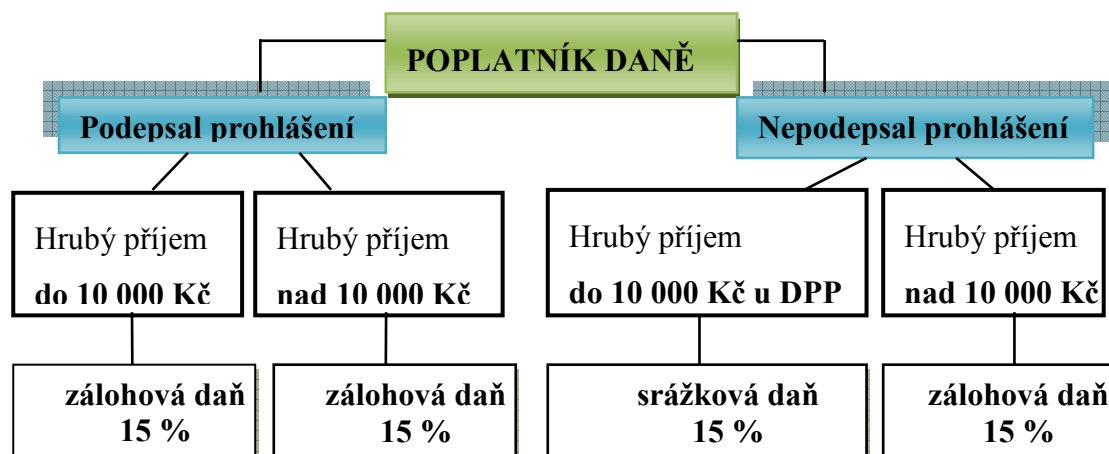 POPLATNÍK DANĚ
Podepsal prohlášení
Nepodepsal prohlášení
Hrubý příjem
do 10 000 Kč
Hrubý příjem
nad 10 000 Kč
Hrubý příjem
do 10 000 Kč u DPP
Hrubý příjem
nad 10 000 Kč
zálohová daň
15 %
zálohová daň
15 %
srážková daň
15 %
zálohová daň
15 %